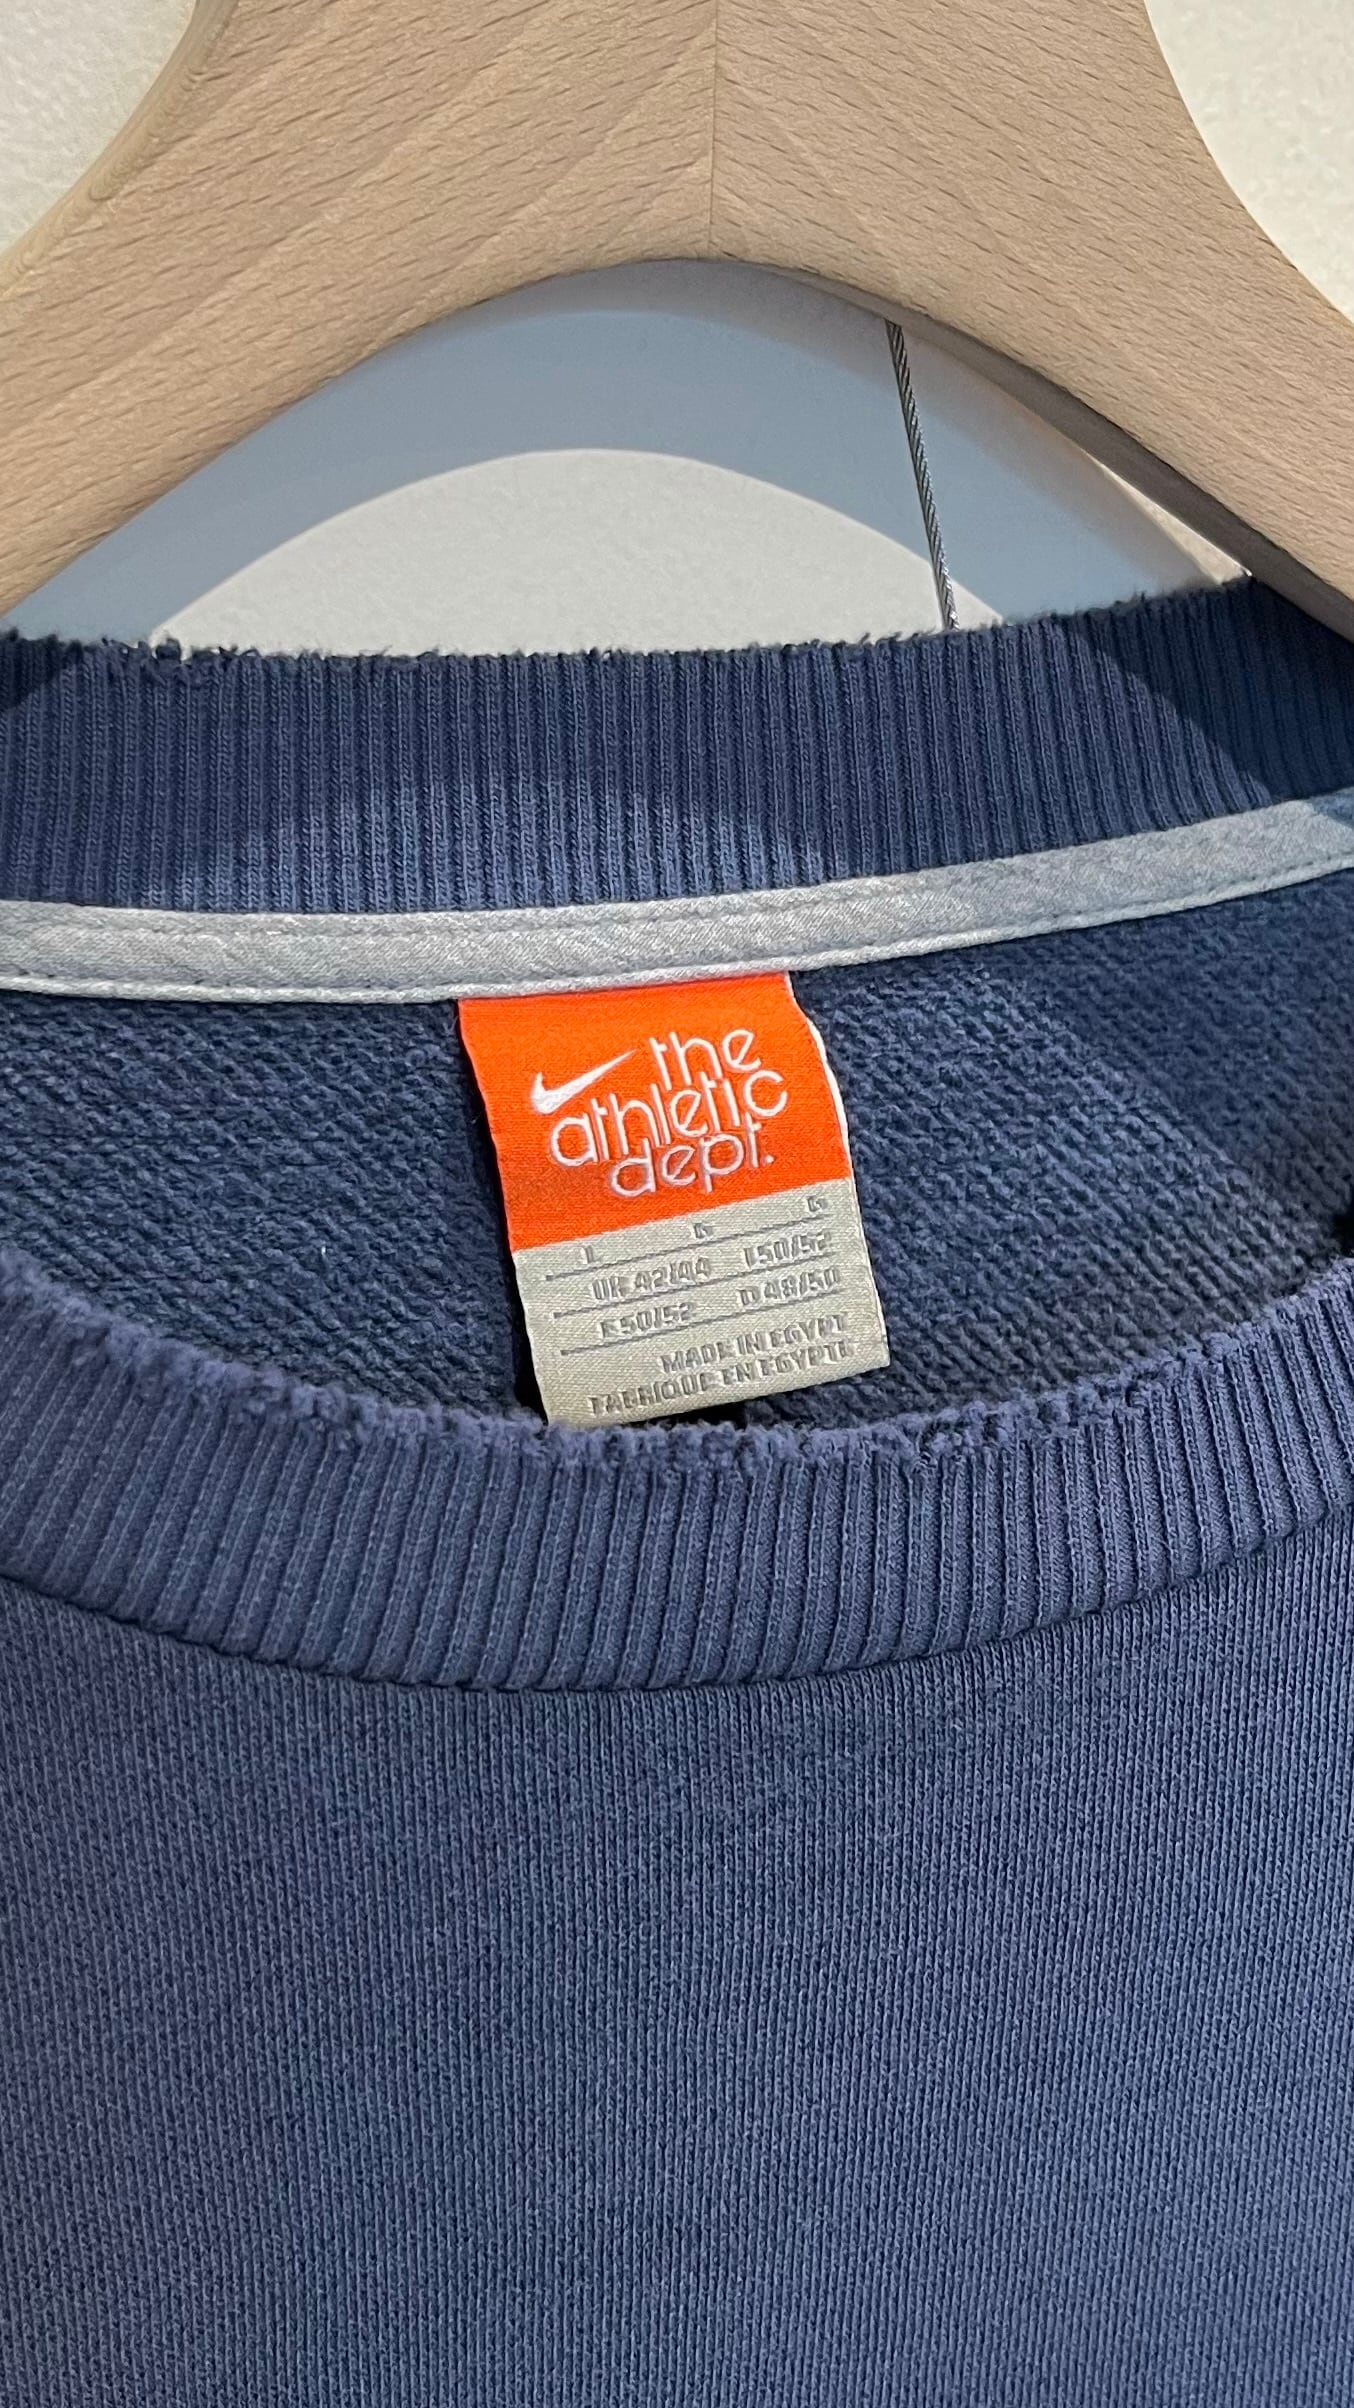 the
athletic
dept.
L G G
UK 42/44 I 50/52
E 50/52 D 48/50
MADE IN EGYPT
FABRIQUE EN EGYPTE